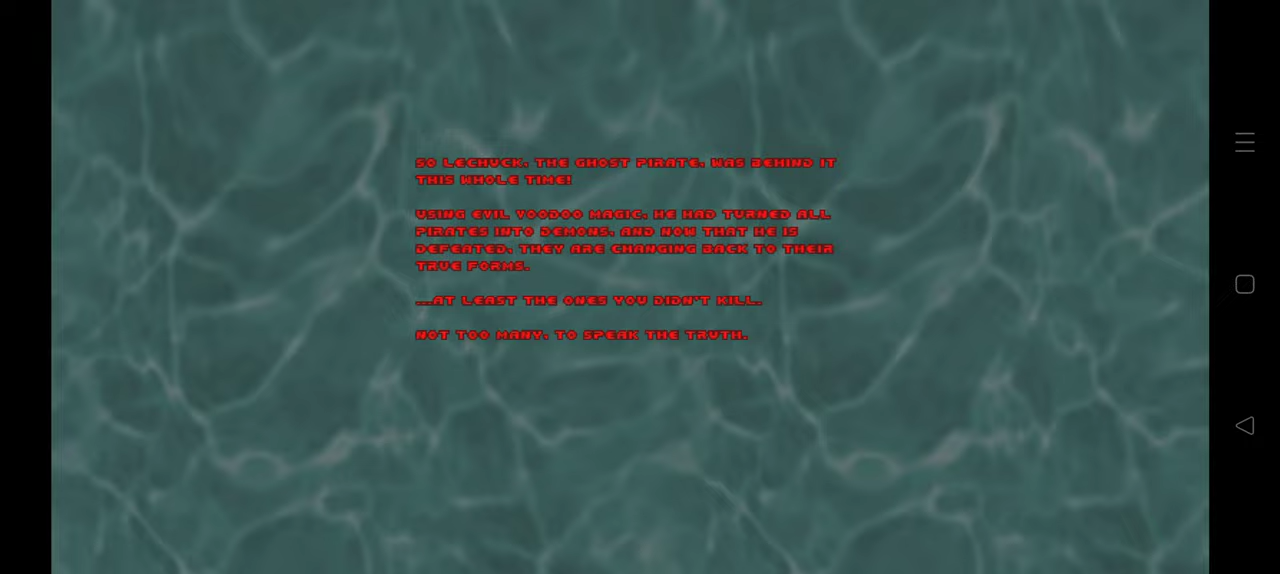 SO LECHUCK, THE GHOST PIRATE, WAS BEHIND IT
THIS WHOLE TIME!
USING EVIL VOODOO MAGIC, HE HAD TURNED ALL
PIRATES INTO DEMONS, AND NOW THAT HE IS
DEFEATED, THEY ARE CHANGING BACK TO THEIR
TRUE FORMS.
...AT LEAST THE ONES YOU DIDN'T KILL.
NOT TOO MANY, TO SPEAK THE TRUTH.